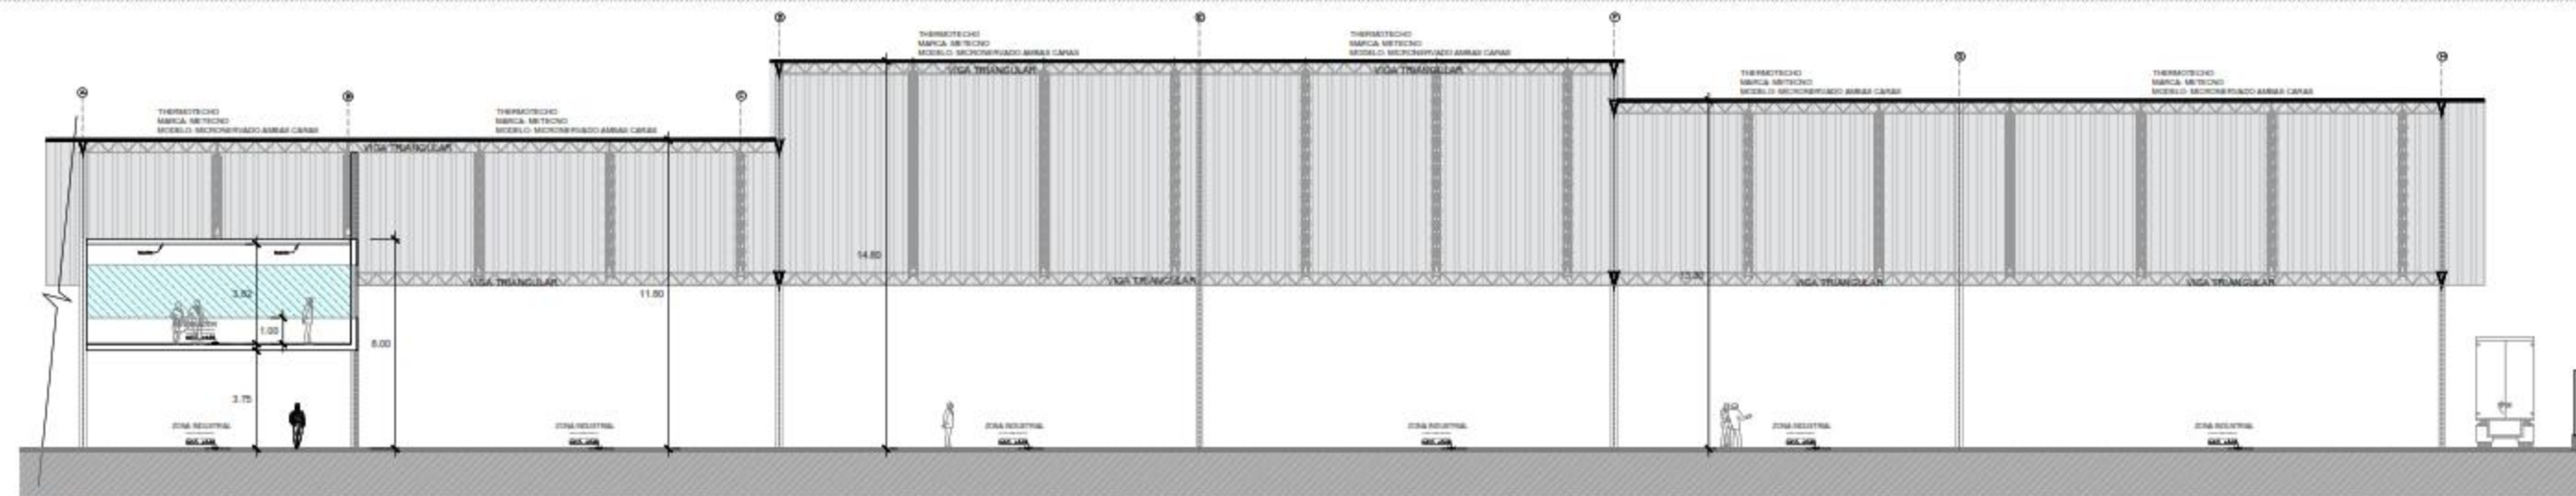 THERMOTECHO
MARCA: METECNO
MODELO: MICRONERVADO AMBAS CARAS
THERMOTECHO
MARCA: METECNO
MODELO: MICRONERVADO AMBAS CARAS
THERMOTECHO
MARCA: METECNO
MODELO: MICRONERVADO AMBAS CARAS
THERMOTECHO
MARCA: METECNO
MODELO: MICRONERVADO AMBAS CARAS
THERMOTECHO
MARCA: METECNO
MODELO: MICRONERVADO AMBAS CARAS
THERMOTECHO
MARCA: METECNO
MODELO: MICRONERVADO AMBAS CARAS
VIGA TRIANGULAR
VIGA TRIANGULAR
VIGA TRIANGULAR
14.80
VIGA TRIANGULAR
VIGA TRIANGULAR
VIGA TRIANGULAR
VIGA TRIANGULAR
3.82
11.80
1.00
8.00
3.75
ZONA INDUSTRIAL
ZONA INDUSTRIAL
ZONA INDUSTRIAL
ZONA INDUSTRIAL
ZONA INDUSTRIAL
ZONA INDUSTRIAL